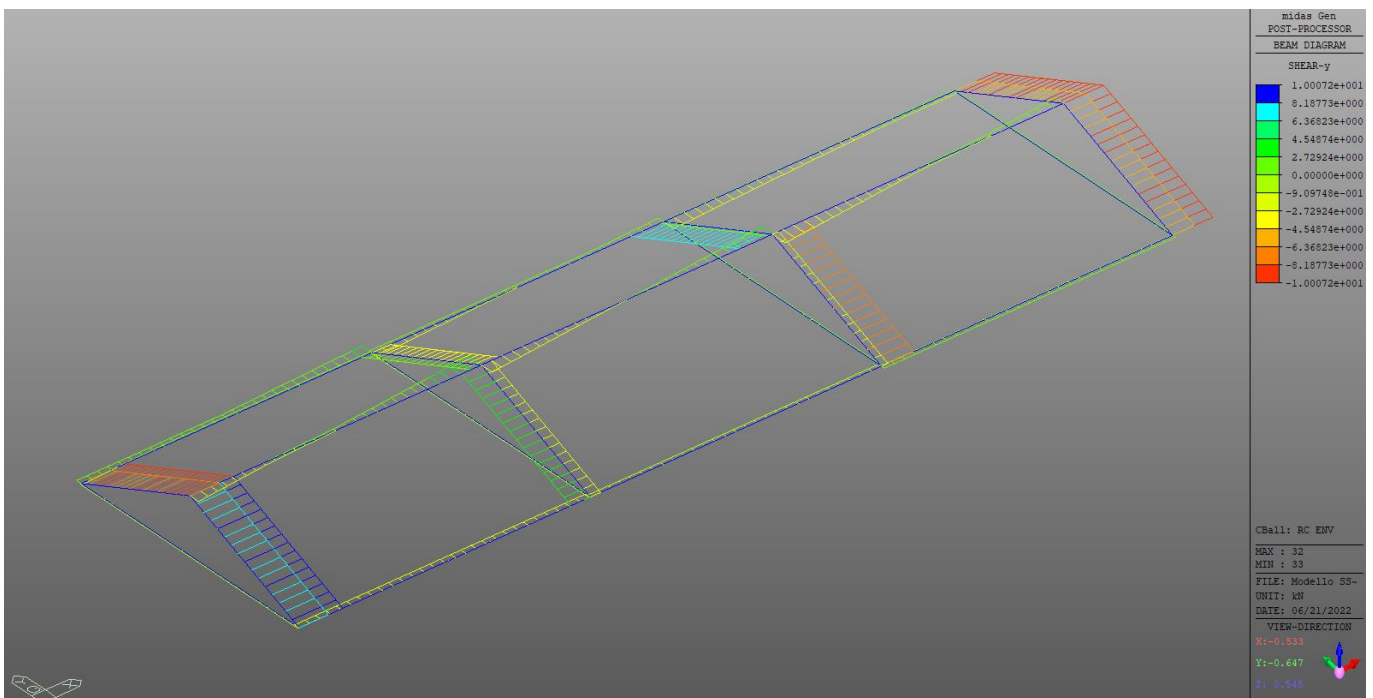 midas Gen
POST-PROCESSOR
BEAM DIAGRAM
SHEAR-y
1.00072e+001
8.18773e+000
6.36823e+000
4.54874e+000
2.72924e+000
0.00000e+000
-9.09748e-001
-2.72924e+000
-4.54874e+000
-6.36823e+000
-8.18773e+000
-1.00072e+001
CBall: RC ENV
MAX : 32
MIN : 33
FILE: Modello SS~
UNIT: kN
DATE: 06/21/2022
VIEW-DIRECTION
X:-0.533
Y:-0.647
Z: 0.545